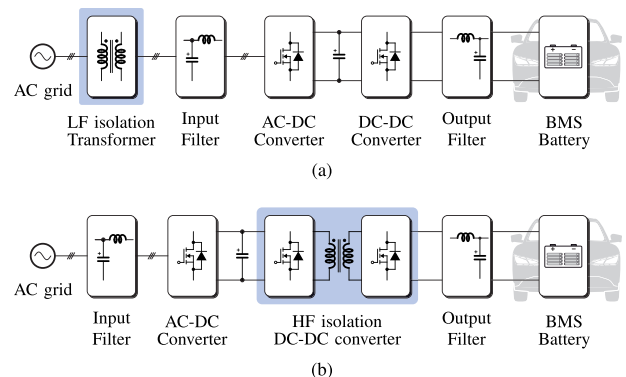 AC grid
LF isolation
Transformer
Input
Filter
AC-DC
Converter
DC-DC
Converter
Output
Filter
BMS
Battery
(a)
AC grid
Input
Filter
AC-DC
Converter
HF isolation
DC-DC converter
Output
Filter
BMS
Battery
(b)